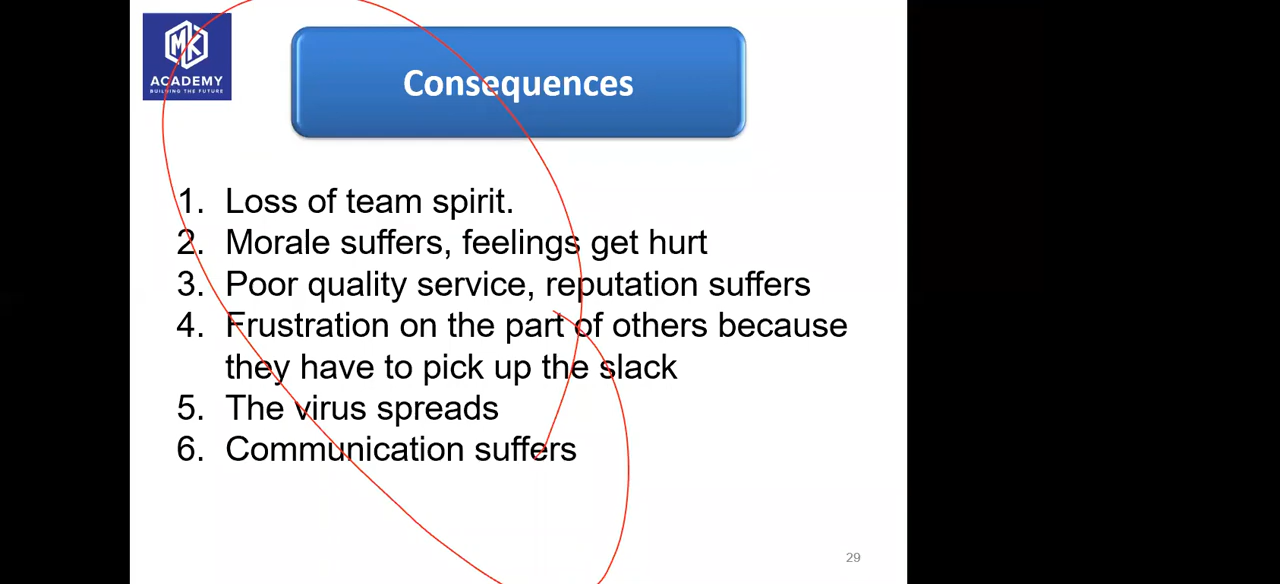 MK
ACADEMY
BUILDING THE FUTURE
Consequences
1. Loss of team spirit.
2. Morale suffers, feelings get hurt
3. Poor quality service, reputation suffers
4. Frustration on the part of others because
they have to pick up the slack
5. The virus spreads
6. Communication suffers
29